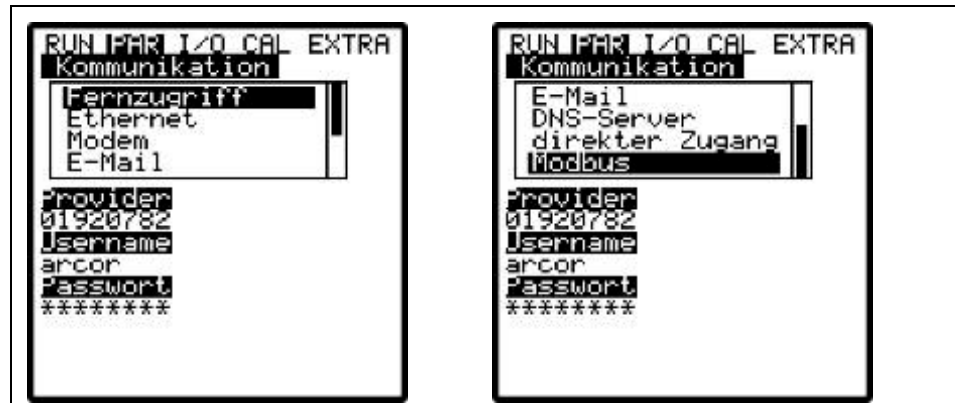 RUN PAR I/O CAL EXTRA
Kommunikation
Fernzugriff
Ethernet
Modem
E-Mail
Provider
01920782
Username
arcor
Passwort
********
RUN PAR I/O CAL EXTRA
Kommunikation
E-Mail
DNS-Server
direkter Zugang
Modbus
Provider
01920782
Username
arcor
Passwort
********